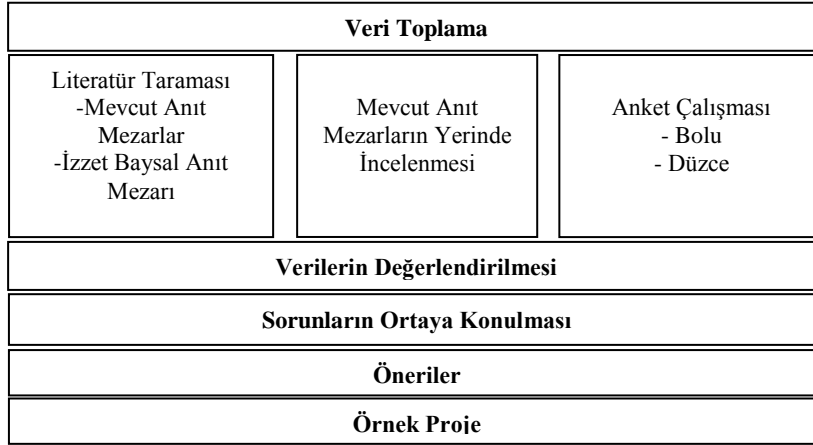 Veri Toplama
Literatür Taraması
-Mevcut Anıt
Mezarlar
-İzzet Baysal Anıt
Mezarı
Mevcut Anıt
Mezarların Yerinde
İncelenmesi
Anket Çalışması
- Bolu
- Düzce
Verilerin Değerlendirilmesi
Sorunların Ortaya Konulması
Öneriler
Örnek Proje